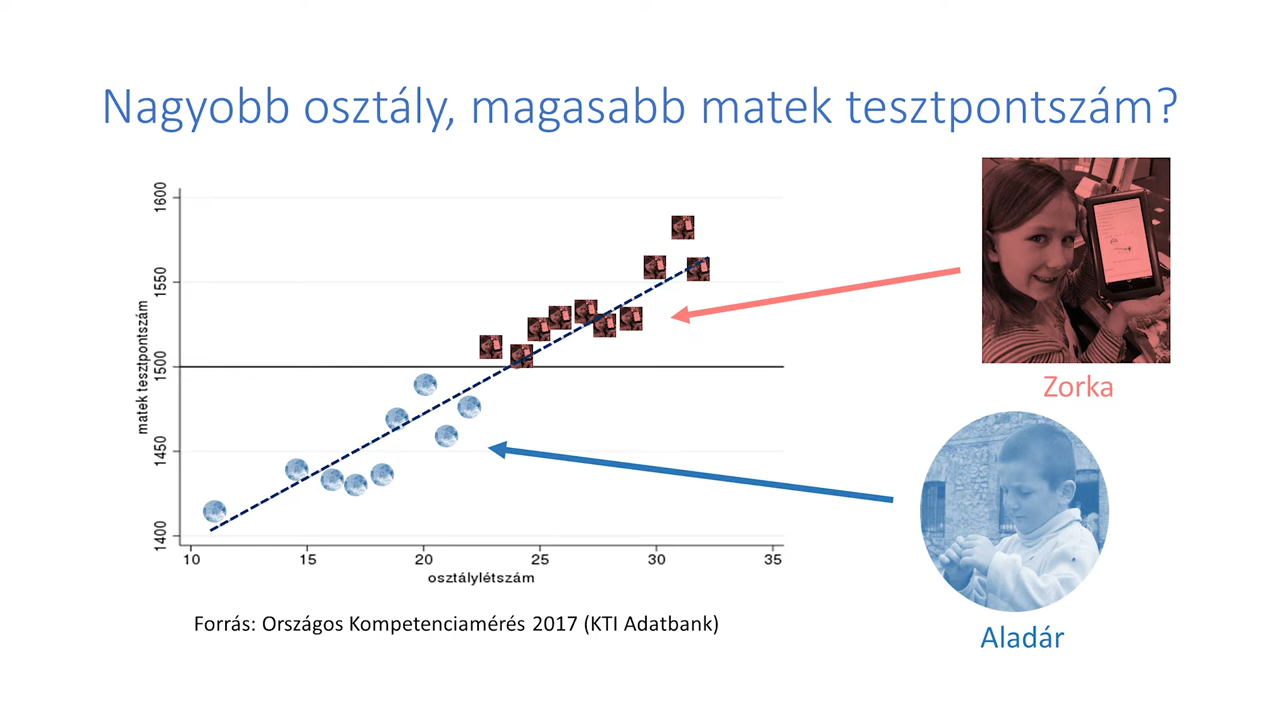 Nagyobb osztály, magasabb matek tesztpontszám?
matek tesztpontszám
1600
1550
1500
1450
1400
10 15 20 25 30 35
osztálylétszám
Zorka
Aladár
Forrás: Országos Kompetenciamérés 2017 (KTI Adatbank)